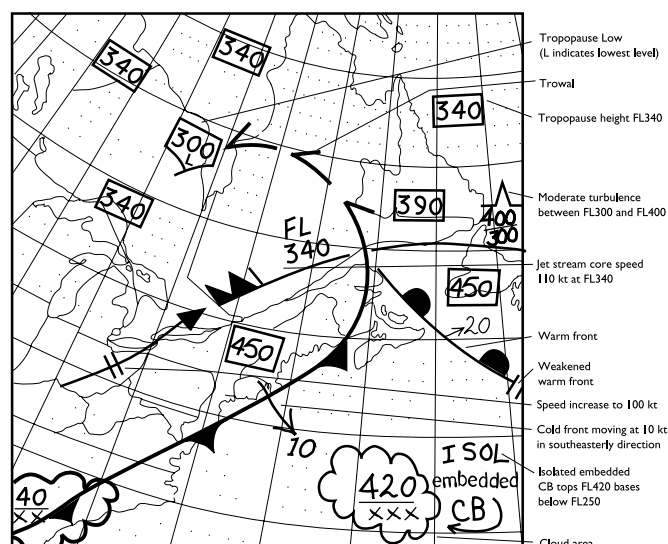 340
340
340
300
L
340
390
400
300
FL
340
340
450
450
→20
10
40
xx
420
xxx
ISOL
embedded
CB
Tropopause Low
(L indicates lowest level)
Trowal
Tropopause height FL340
Moderate turbulence
between FL300 and FL400
Jet stream core speed
110 kt at FL340
Warm front
Weakened
warm front
Speed increase to 100 kt
Cold front moving at 10 kt
in southeasterly direction
Isolated embedded
CB tops FL420 bases
below FL250
Cloud area